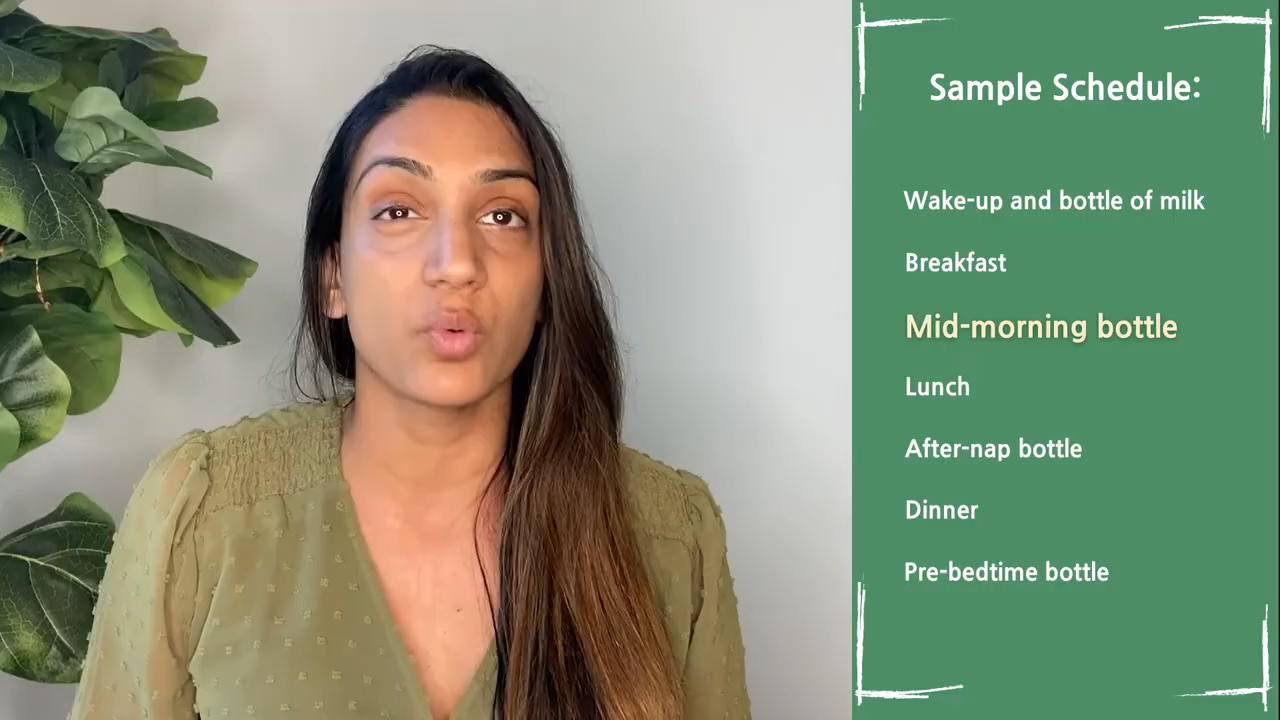 Sample Schedule:
Wake-up and bottle of milk
Breakfast
Mid-morning bottle
Lunch
After-nap bottle
Dinner
Pre-bedtime bottle